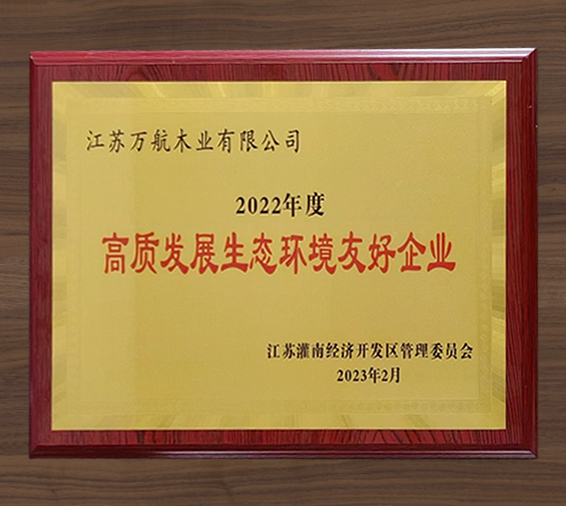 江苏万航木业有限公司
2022年度
高质发展生态环境友好企业
江苏灌南经济开发区管理委员会
2023年2月